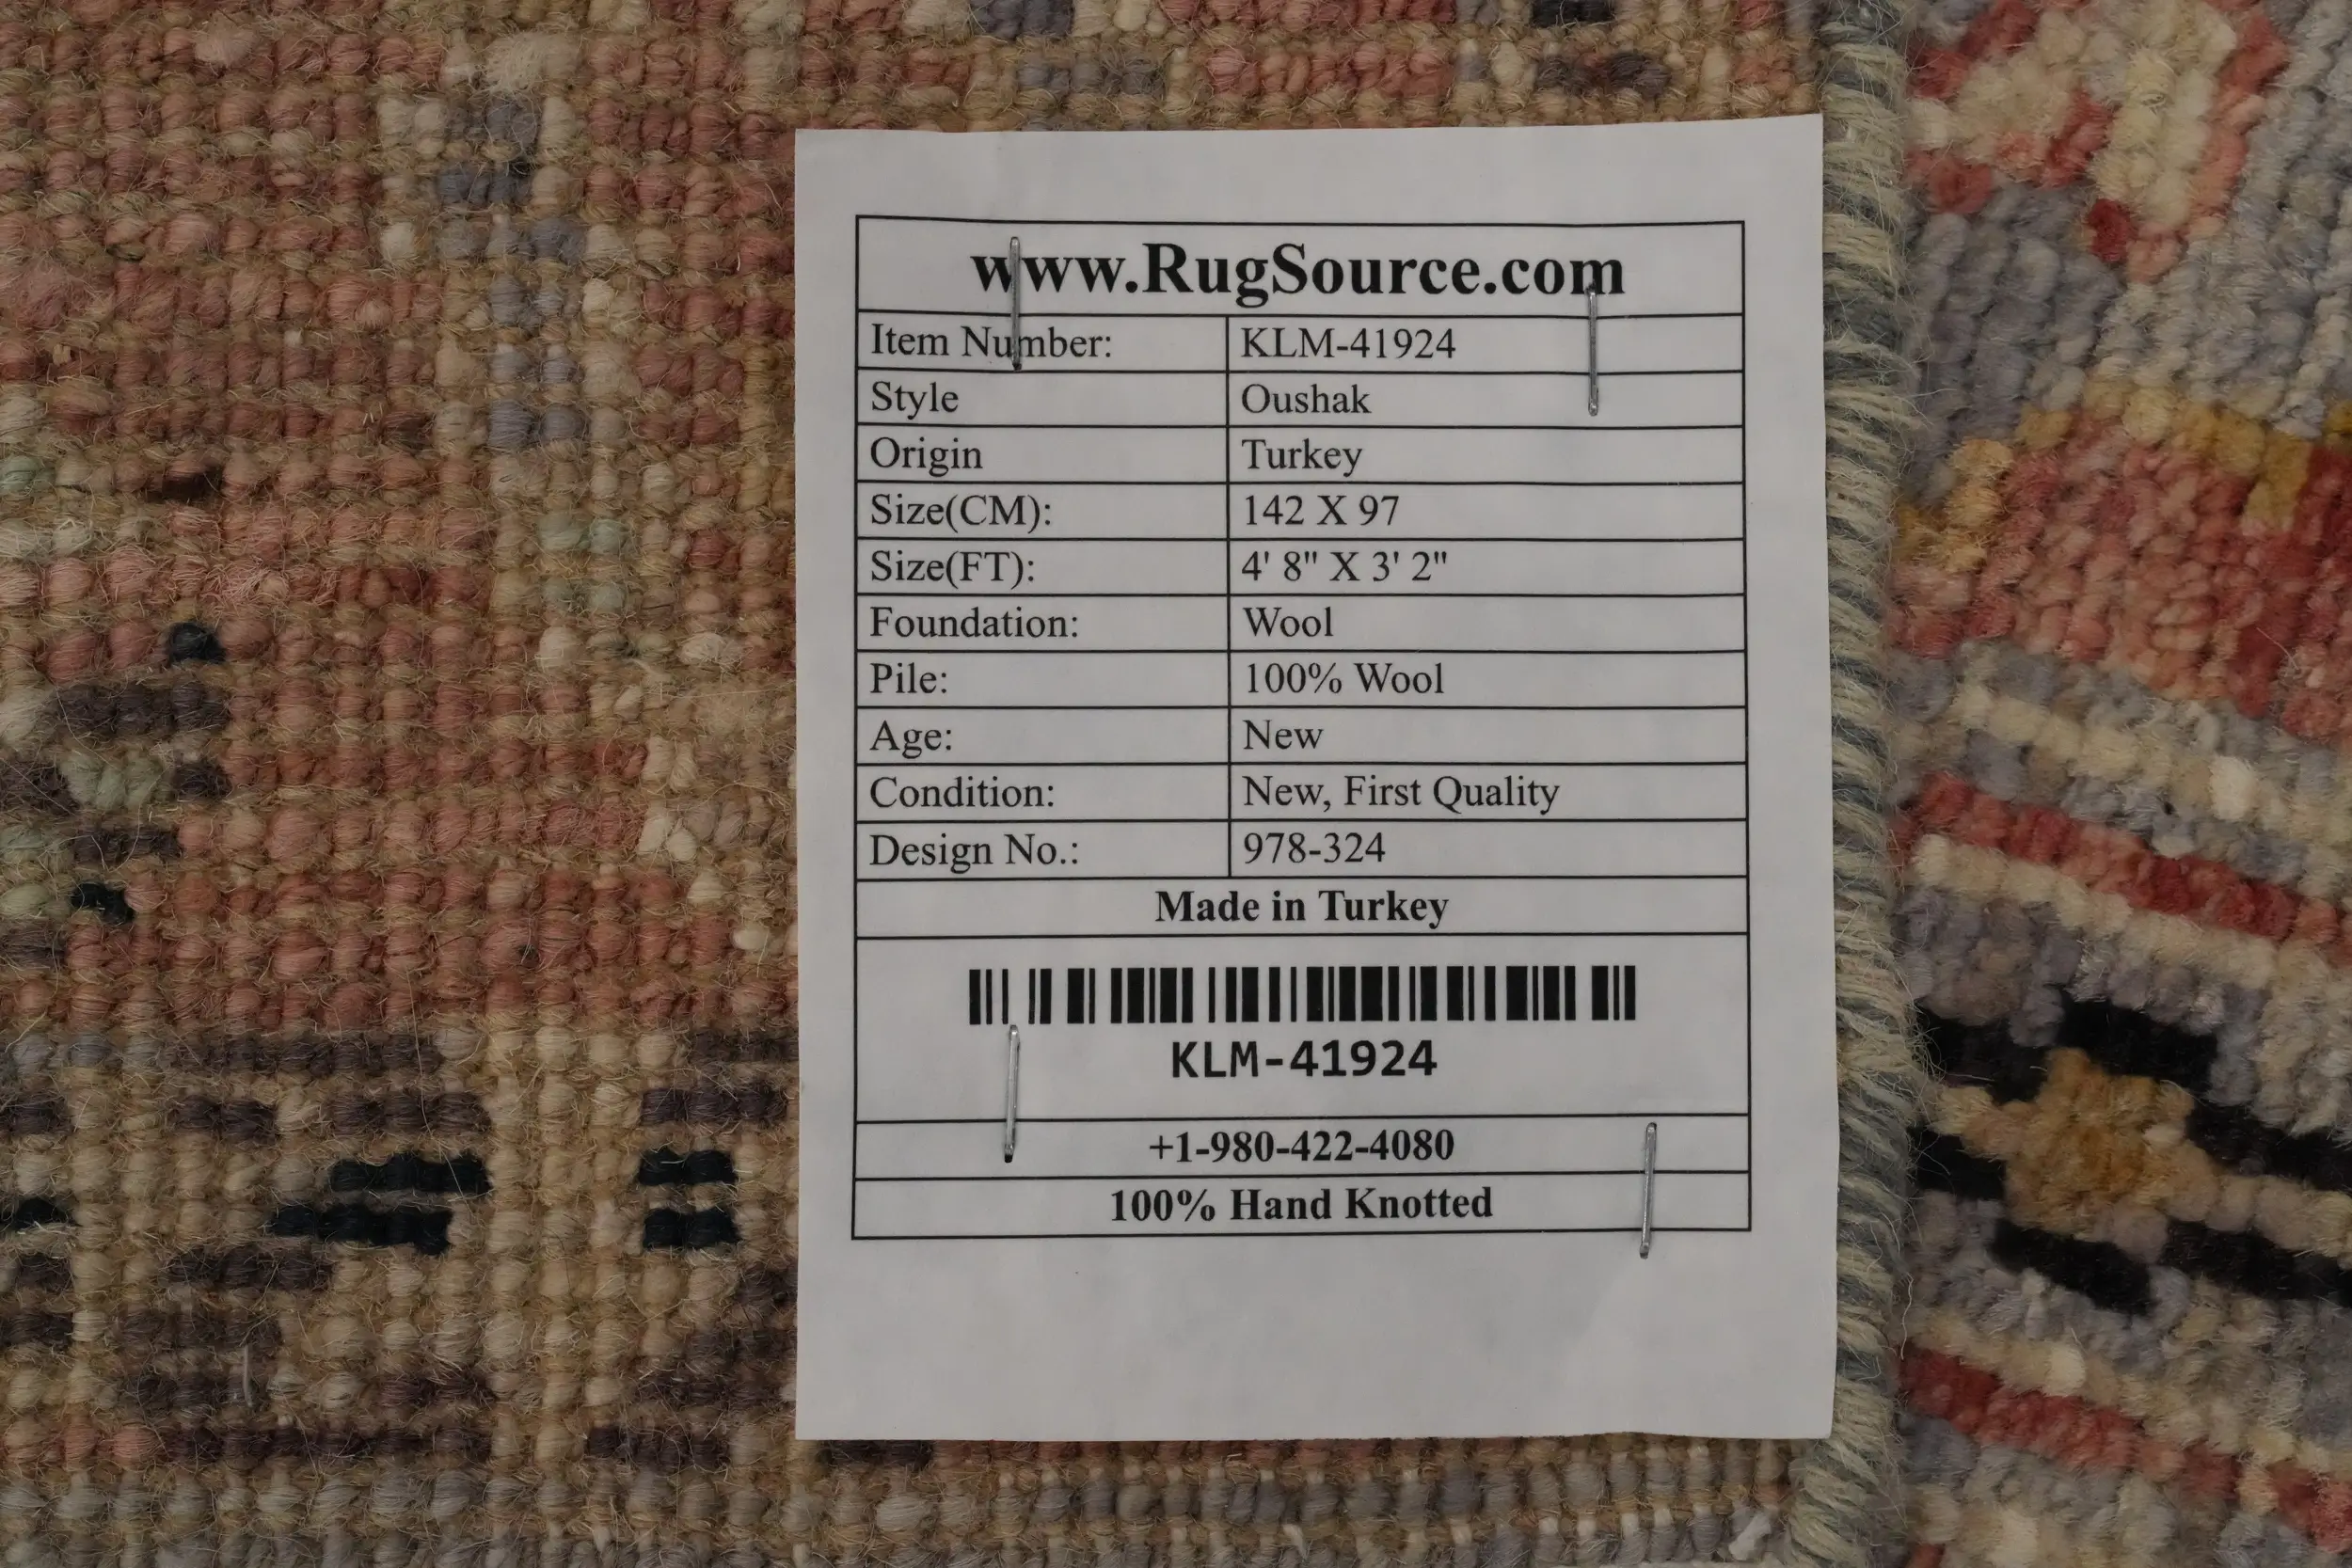 www.RugSource.com
Item Number: KLM-41924
Style Oushak
Origin Turkey
Size(CM): 142 X 97
Size(FT): 4' 8" X 3' 2"
Foundation: Wool
Pile: 100% Wool
Age: New
Condition: New, First Quality
Design No.: 978-324
Made in Turkey
KLM-41924
+1-980-422-4080
100% Hand Knotted